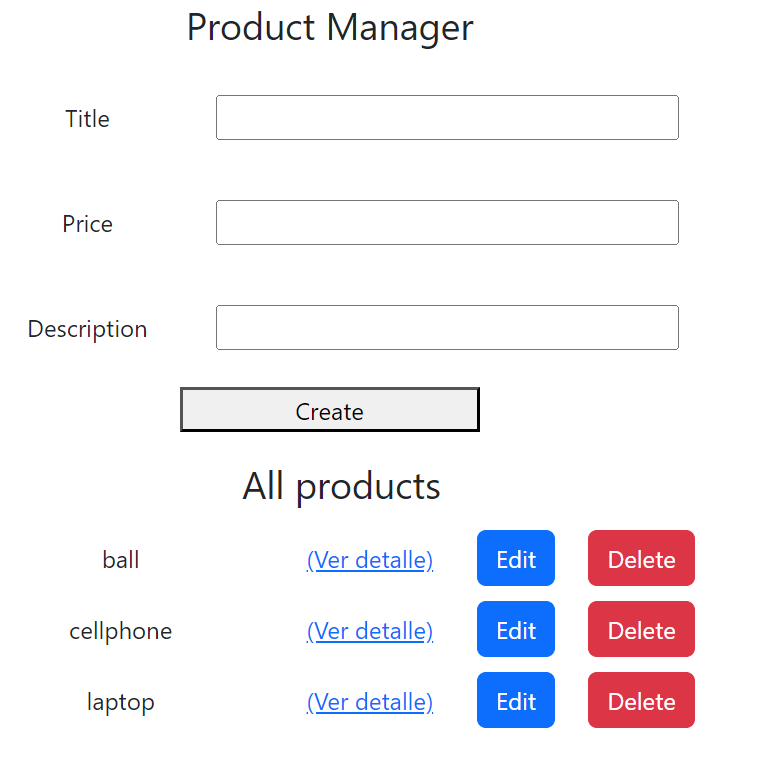 Product Manager
Title
Price
Description
Create
All products
ball (Ver detalle) Edit Delete
cellphone (Ver detalle) Edit Delete
laptop (Ver detalle) Edit Delete